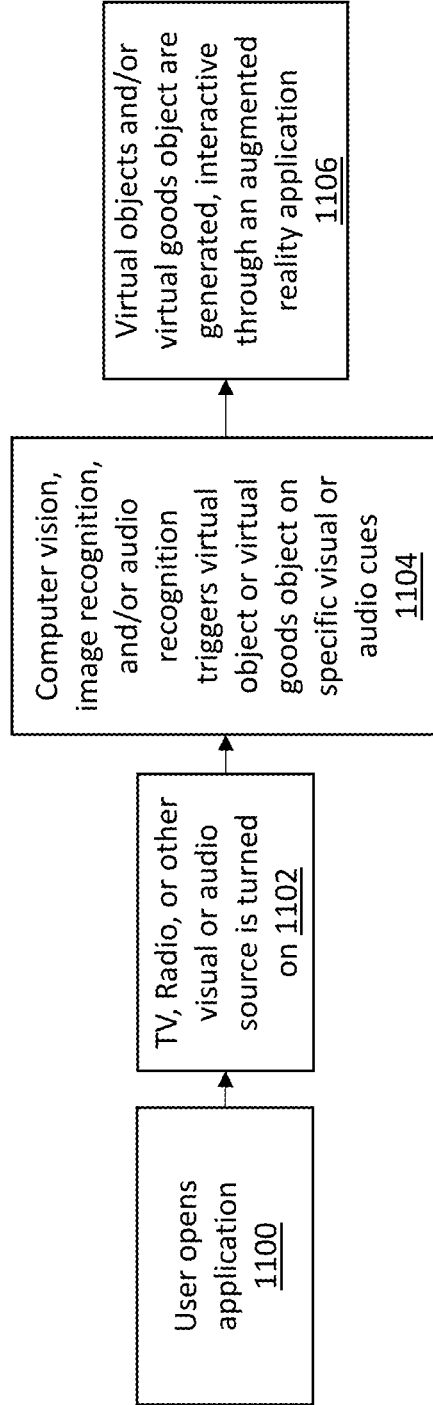 User opens
application
1100
TV, Radio, or other
visual or audio
source is turned
on 1102
Computer vision,
image recognition,
and/or audio
recognition
triggers virtual
object or virtual
goods object on
specific visual or
audio cues
1104
Virtual objects and/or
virtual goods object are
generated, interactive
through an augmented
reality application
1106